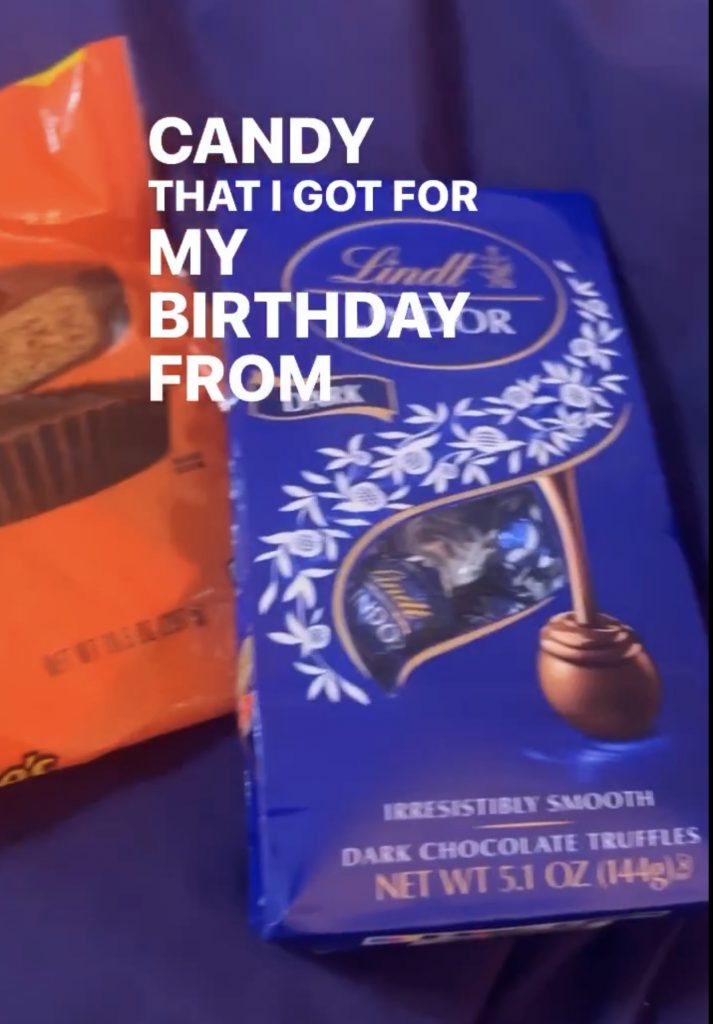 CANDY
THAT I GOT FOR
MY
BIRTHDAY
FROM
Lindt
DARK
Lindt
IRRESISTIBLY SMOOTH
DARK CHOCOLATE TRUFFLES
NET WT 5.1 OZ (144g)